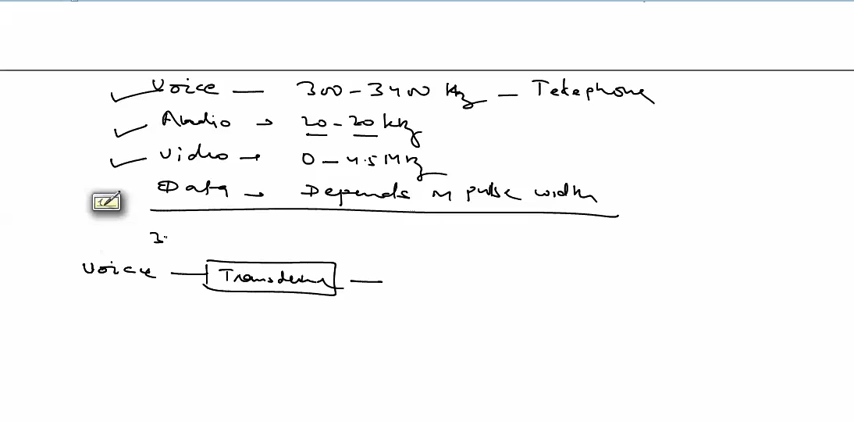 Voice — 300-3400 Hz — Telephone
Audio → 20-20 kHz
Video → 0-4.5 MHz
Data → Depends on pulse width
3.
Voice — Transducer —